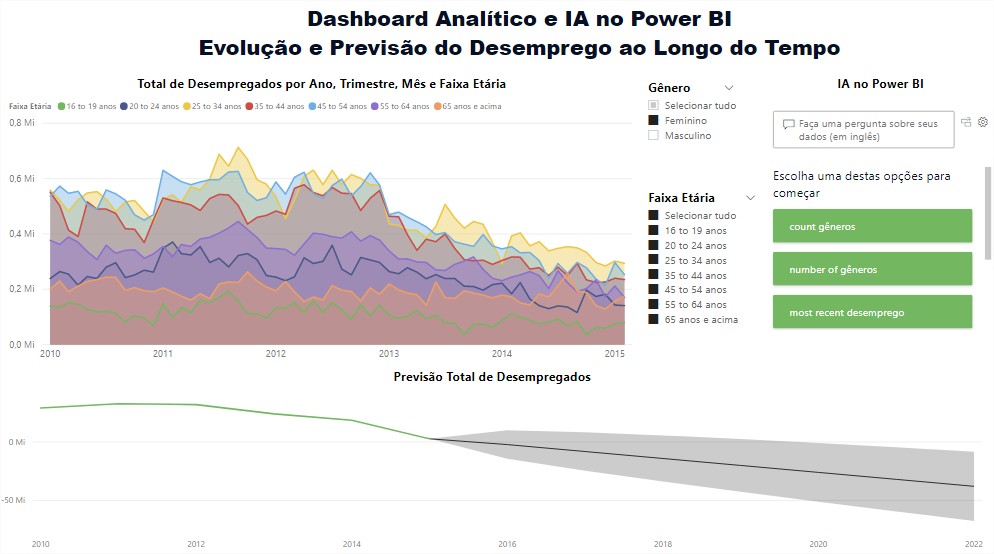 Dashboard Analítico e IA no Power BI
Evolução e Previsão do Desemprego ao Longo do Tempo
Total de Desempregados por Ano, Trimestre, Mês e Faixa Etária
Faixa Etária 16 to 19 anos 20 to 24 anos 25 to 34 anos 35 to 44 anos 45 to 54 anos 55 to 64 anos 65 anos e acima
0,8 Mi
0,6 Mi
0,4 Mi
0,2 Mi
0,0 Mi
2010 2011 2012 2013 2014 2015
Gênero
Selecionar tudo
Feminino
Masculino
Faixa Etária
Selecionar tudo
16 to 19 anos
20 to 24 anos
25 to 34 anos
35 to 44 anos
45 to 54 anos
55 to 64 anos
65 anos e acima
IA no Power BI
Faça uma pergunta sobre seus
dados (em inglês)
Escolha uma destas opções para
começar
count gêneros
number of gêneros
most recent desemprego
Previsão Total de Desempregados
0 Mi
-50 Mi
2010 2012 2014 2016 2018 2020 2022